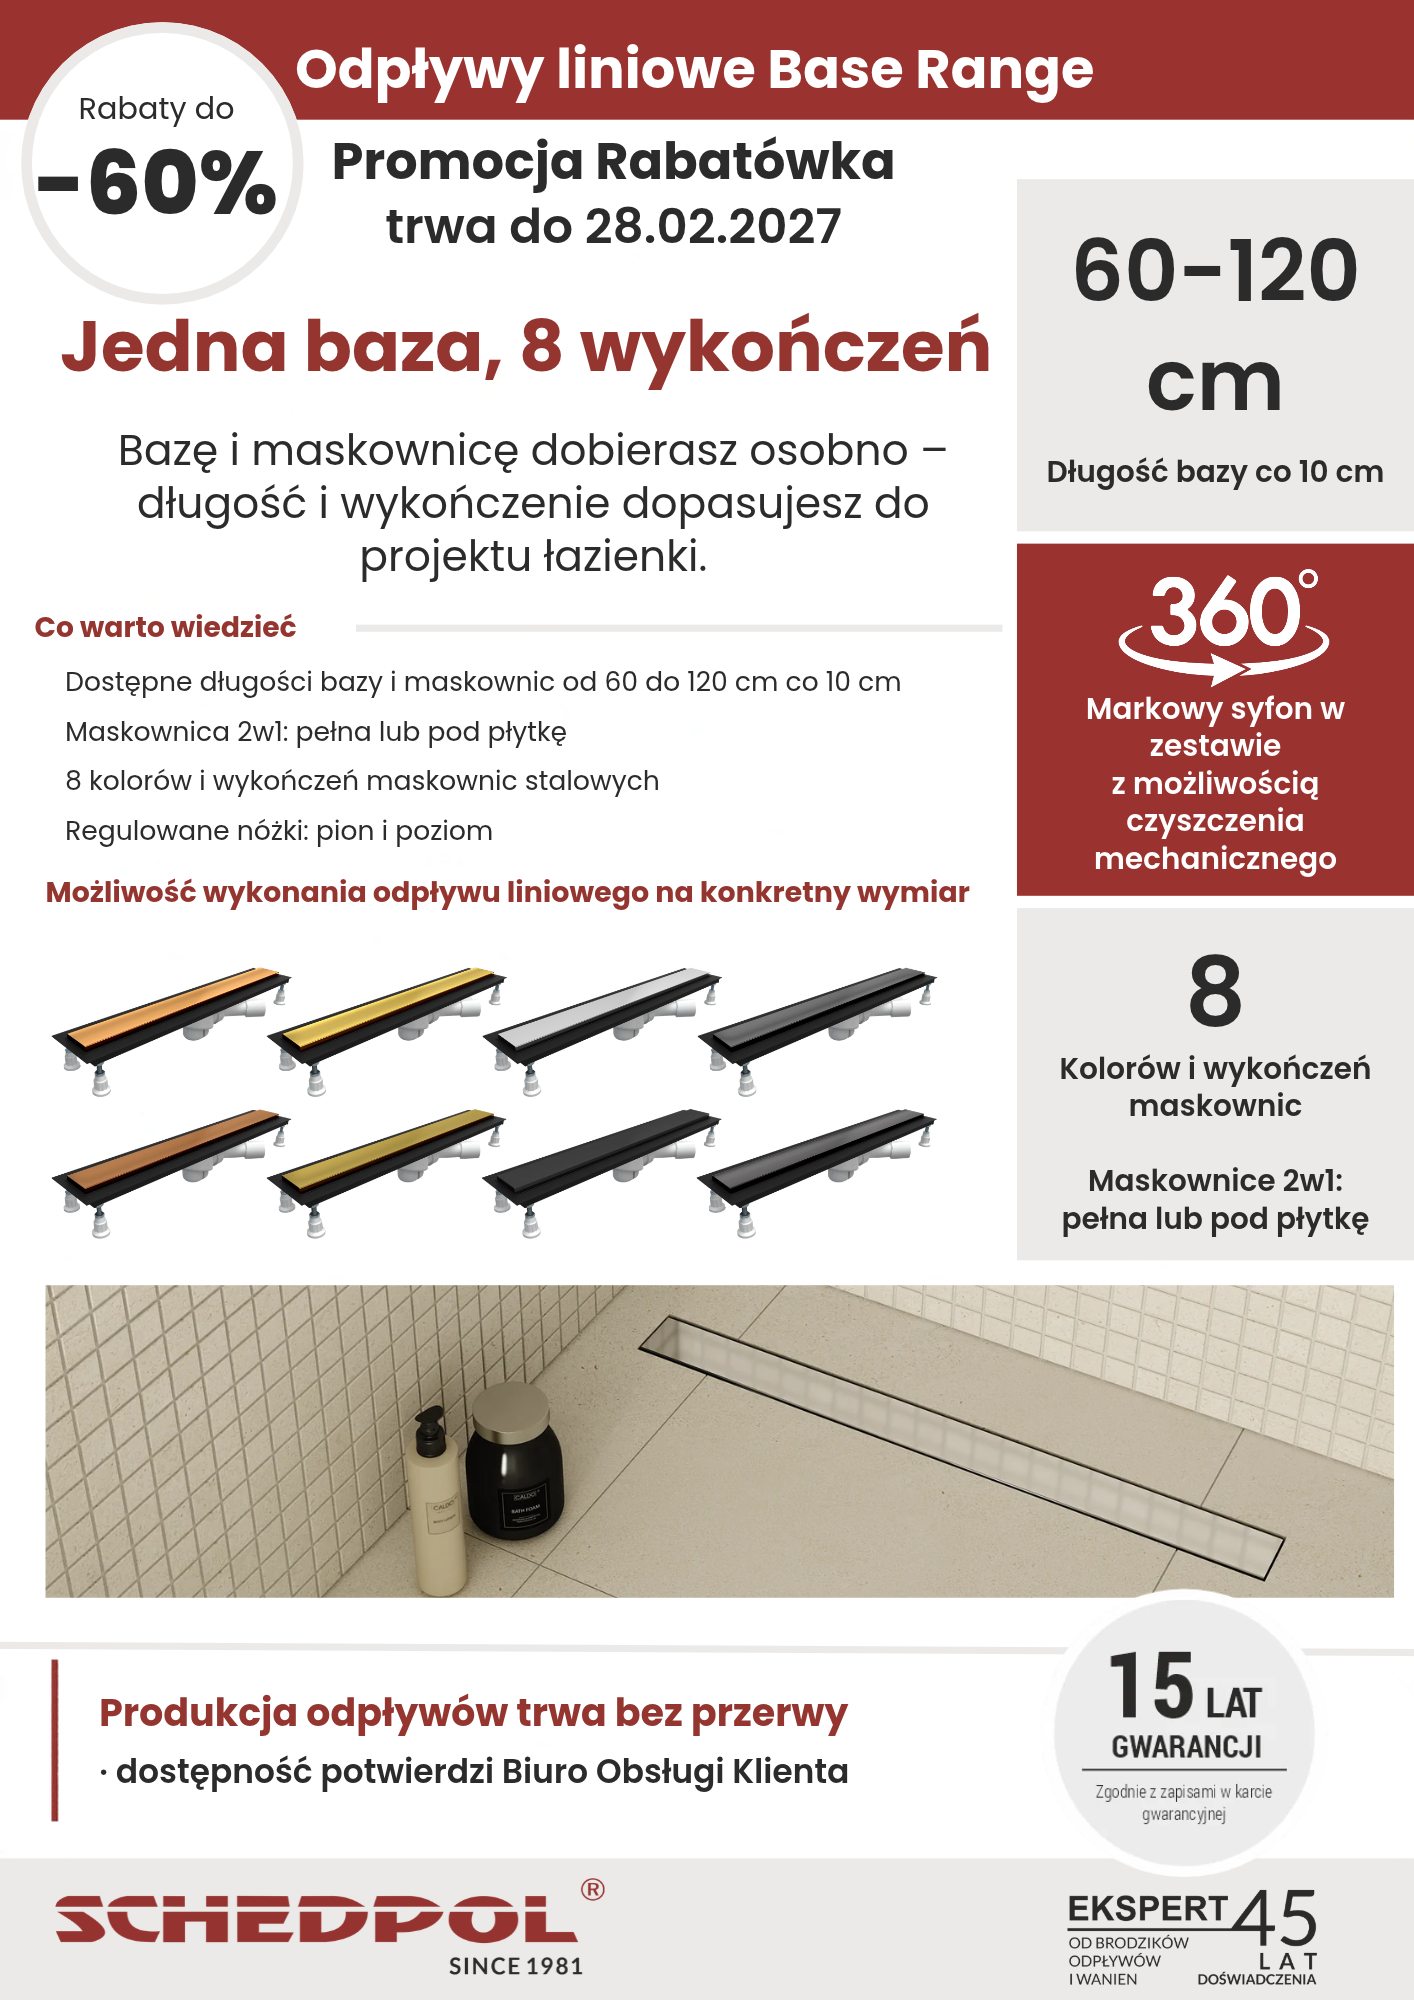 Odpływy liniowe Base Range
Rabaty do
-60%
Promocja Rabatówka
trwa do 28.02.2027
Jedna baza, 8 wykończeń
Bazę i maskownicę dobierasz osobno –
długość i wykończenie dopasujesz do
projektu łazienki.
Co warto wiedzieć
Dostępne długości bazy i maskownic od 60 do 120 cm co 10 cm
Maskownica 2w1: pełna lub pod płytkę
8 kolorów i wykończeń maskownic stalowych
Regulowane nóżki: pion i poziom
Możliwość wykonania odpływu liniowego na konkretny wymiar
60-120
cm
Długość bazy co 10 cm
360°
Markowy syfon w
zestawie
z możliwością
czyszczenia
mechanicznego
8
Kolorów i wykończeń
maskownic
Maskownice 2w1:
pełna lub pod płytkę
CALDO
CALDO
BATH FOAM
Produkcja odpływów trwa bez przerwy
· dostępność potwierdzi Biuro Obsługi Klienta
15 LAT
GWARANCJI
Zgodnie z zapisami w karcie
gwarancyjnej
SCHEDPOL®
SINCE 1981
EKSPERT 45
OD BRODZIKÓW
ODPŁYWÓW
I WANIEN
LAT
DOŚWIADCZENIA